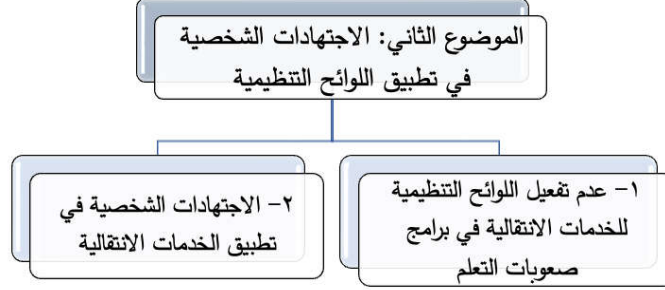 الموضوع الثاني: الاجتهادات الشخصية
في تطبيق اللوائح التنظيمية
١- عدم تفعيل اللوائح التنظيمية
للخدمات الانتقالية في برامج
صعوبات التعلم
٢- الاجتهادات الشخصية في
تطبيق الخدمات الانتقالية